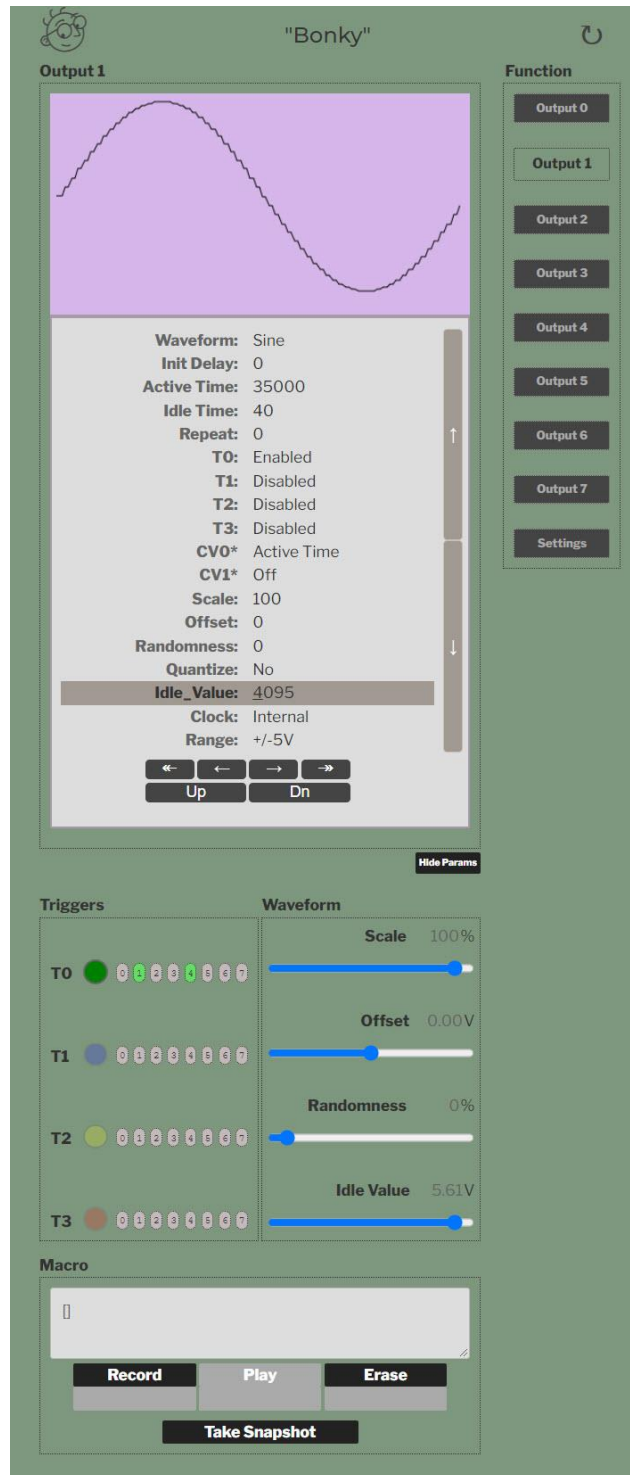 "Bonky" ↻
Output 1
Function
Output 0
Output 1
Output 2
Output 3
Output 4
Output 5
Output 6
Output 7
Settings
Waveform: Sine
Init Delay: 0
Active Time: 35000
Idle Time: 40
Repeat: 0
T0: Enabled
T1: Disabled
T2: Disabled
T3: Disabled
CV0* Active Time
CV1* Off
Scale: 100
Offset: 0
Randomness: 0
Quantize: No
Idle_Value: 4095
Clock: Internal
Range: +/-5V
↑
↓
↞ ← → ↠
Up Dn
Hide Params
Triggers
T0 0 1 2 3 4 5 6 7
T1 0 1 2 3 4 5 6 7
T2 0 1 2 3 4 5 6 7
T3 0 1 2 3 4 5 6 7
Waveform
Scale 100%
Offset 0.00V
Randomness 0%
Idle Value 5.61V
Macro
[]
Record Play Erase
Take Snapshot